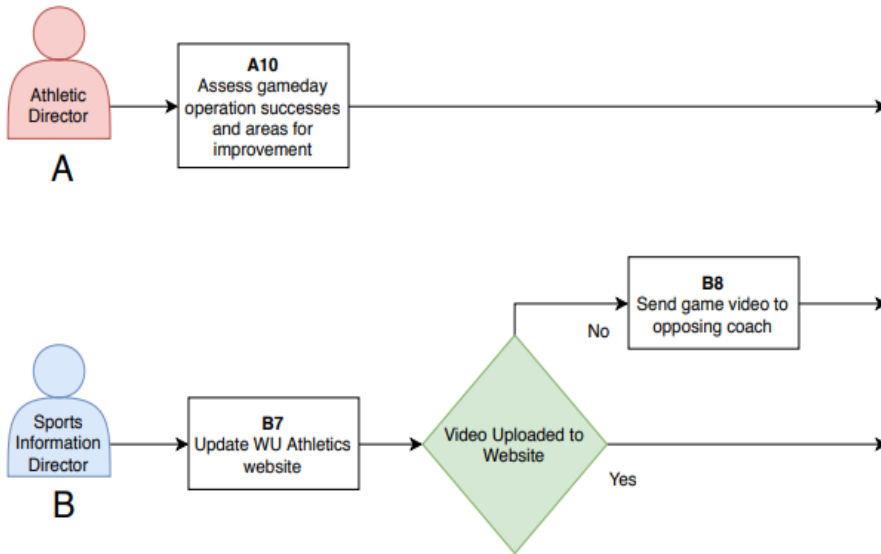 Athletic
Director
A
A10
Assess gameday
operation successes
and areas for
improvement
B8
Send game video to
opposing coach
No
Sports
Information
Director
B
B7
Update WU Athletics
website
Video Uploaded to
Website
Yes